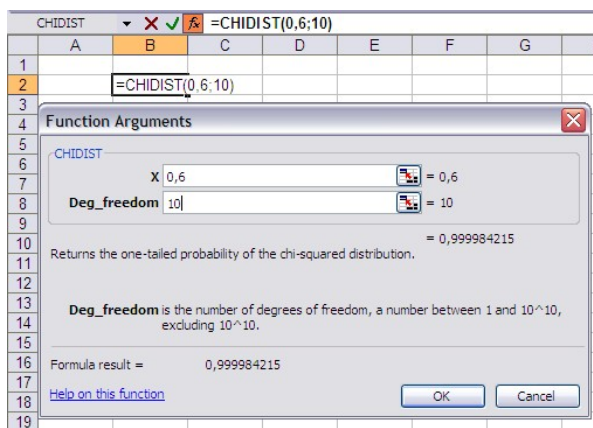 CHIDIST =CHIDIST(0,6;10)
A B C D E F G
1
2 =CHIDIST(0,6;10)
3
4 Function Arguments
5
6 CHIDIST
7 X 0,6 = 0,6
8 Deg_freedom 10 = 10
9
10 = 0,999984215
11 Returns the one-tailed probability of the chi-squared distribution.
12
13 Deg_freedom is the number of degrees of freedom, a number between 1 and 10^10,
14 excluding 10^10.
15
16 Formula result = 0,999984215
17
18 Help on this function OK Cancel
19